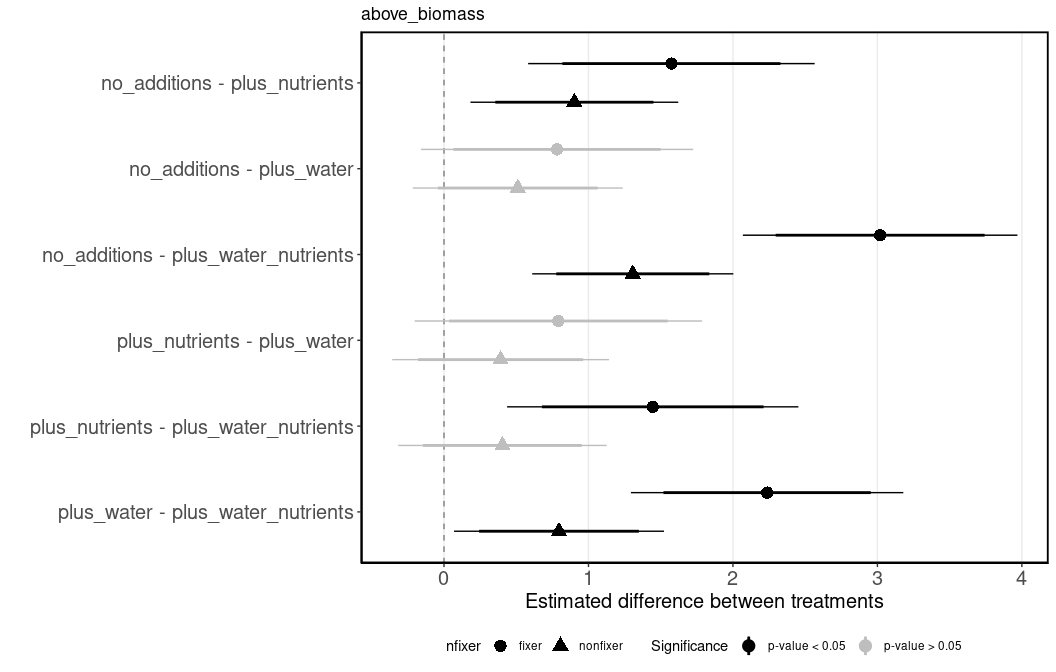 above_biomass
no_additions - plus_nutrients
no_additions - plus_water
no_additions - plus_water_nutrients
plus_nutrients - plus_water
plus_nutrients - plus_water_nutrients
plus_water - plus_water_nutrients
0 1 2 3 4
Estimated difference between treatments
nfixer fixer nonfixer Significance p-value < 0.05 p-value > 0.05